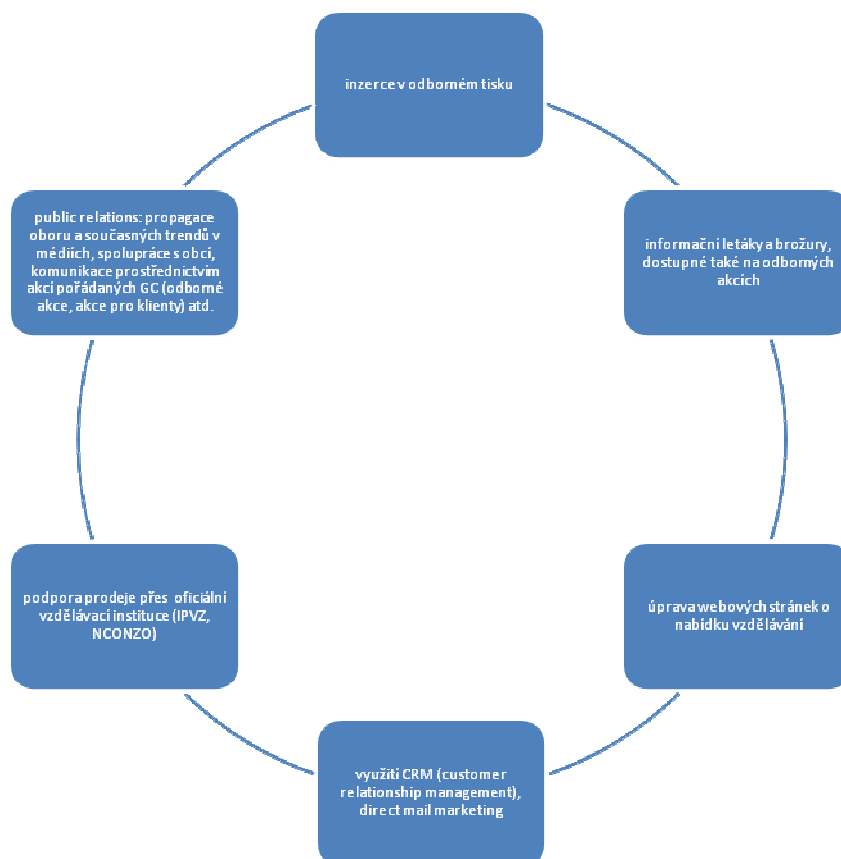 inzerce v odborném tisku
public relations: propagace
oboru a současných trendů v
médiích, spolupráce s obcí,
komunikace prostřednictvím
akcí pořádaných GC (odborné
akce, akce pro klienty) atd.
informační letáky a brožury,
dostupné také na odborných
akcích
podpora prodeje přes oficiální
vzdělávací instituce (IPVZ,
NCONZO)
úprava webových stránek o
nabídku vzdělávání
využití CRM (customer
relationship management),
direct mail marketing